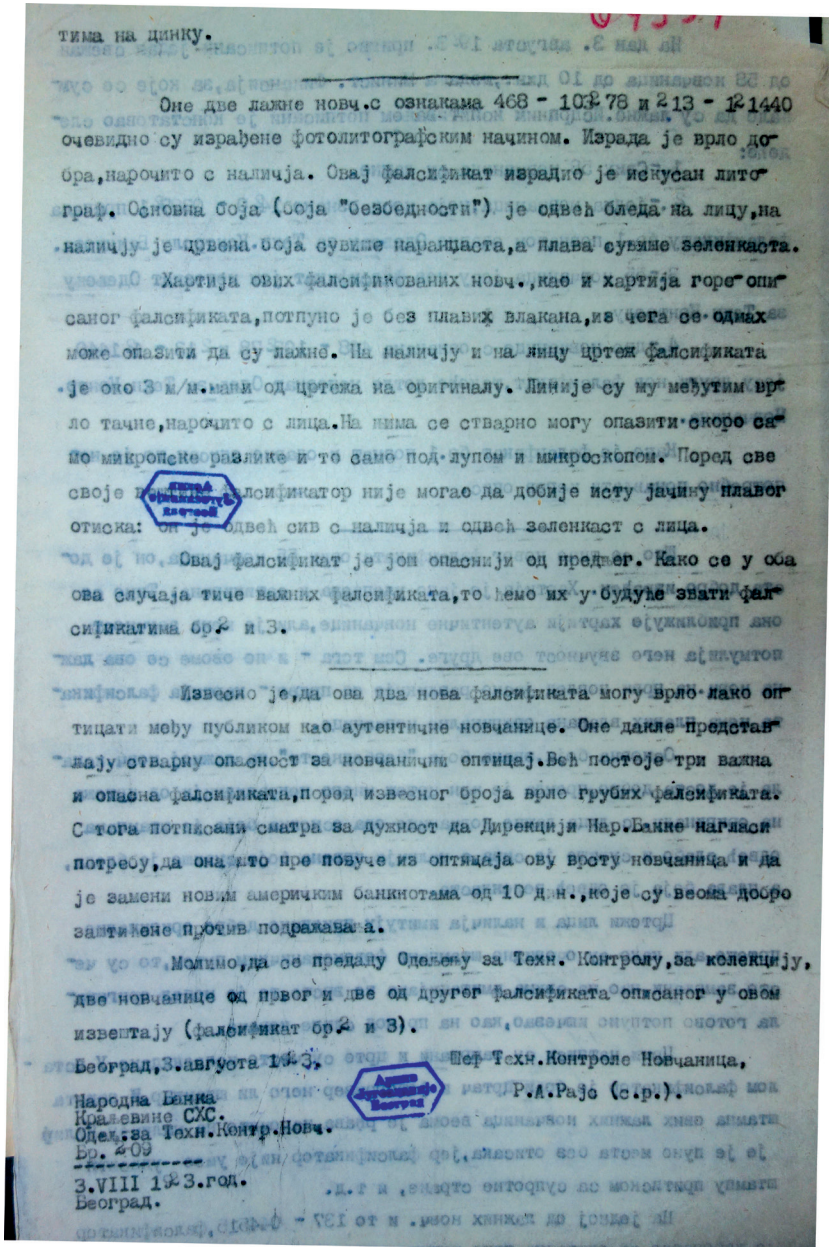 тима на цинку.
Оне две лажне новч.с ознакама 468 - 103278 и 213 - 121440
очевидно су израђене фотолитографским начином. Израда је врло до-
бра,нарочито с наличја. Овај фалсификат израдио је искусан лито-
граф. Основна боја (боја "безбедности") је одвећ бледа на лицу,на
наличју је црвена боја сувише наранџаста,а плава сувише зеленкаста.
Хартија ових фалсификованих новч.,као и хартија горе-опи-
саног фалсификата,потпуно је без плавих влакана,из чега се одмах
може опазити да су лажне. На наличју и на лицу цртеж фалсификата
је око 3 м/м.мањи од цртежа на оригиналу. Линије су му међутим вр-
ло тачне,нарочито с лица.На њима се стварно могу опазити скоро са-
мо микропске разлике и то само под лупом и микроскопом. Поред све
своје фалсификатор није могао да добије исту јачину плавог
отиска: он је одвећ сив с наличја и одвећ зеленкаст с лица.
Овај фалсификат је још опаснији од предњег. Како се у оба
ова случаја тиче важних фалсификата,то ћемо их у будуће звати фал-
сификатима бр.2 и 3.
Извесно је,да ова два нова фалсификата могу врло лако оп-
тицати међу публиком као аутентичне новчанице. Оне дакле представ-
љају стварну опасност за новчанични оптицај.Већ постоје три важна
и опасна фалсификата,поред извесног броја врло грубих фалсификата.
С тога потписани сматра за дужност да Дирекцији Нар.Банке нагласи
потребу,да она што пре повуче из оптицаја ову врсту новчаница и да
је замени новим америчким банкнотама од 10 д.н.,које су веома добро
заштићене против подражавања.
Молимо,да се предаду Одељењу за Техн. Контролу,за колекцију,
две новчанице од првог и две од другог фалсификата описаног у овом
извештају (фалсификат бр.2 и 3).
Београд,3.августа 1923. Шеф Техн.Контроле Новчаница,
Р.А.Рајс (с.р.).
Народна Банка
Краљевине СХС.
Одељ.за Техн.Контр.Новч.
Бр. 209
3.VIII 1923.год.
Београд.
Архив
Југославије
Београд